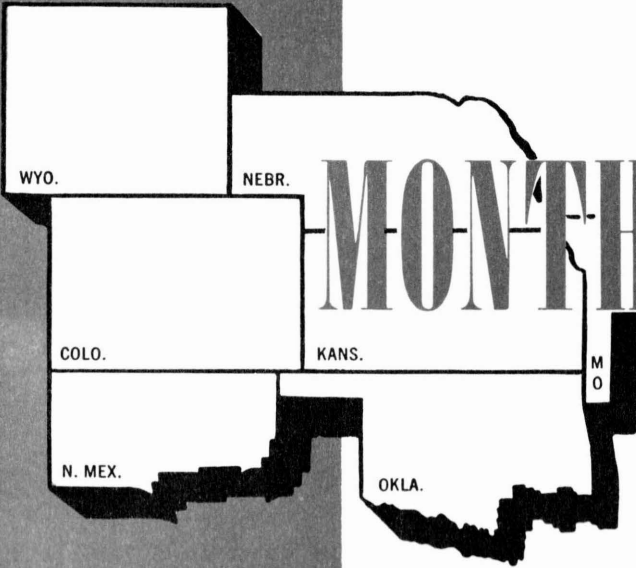 WYO.
NEBR.
MONTH
COLO.
KANS.
M
O
N. MEX.
OKLA.